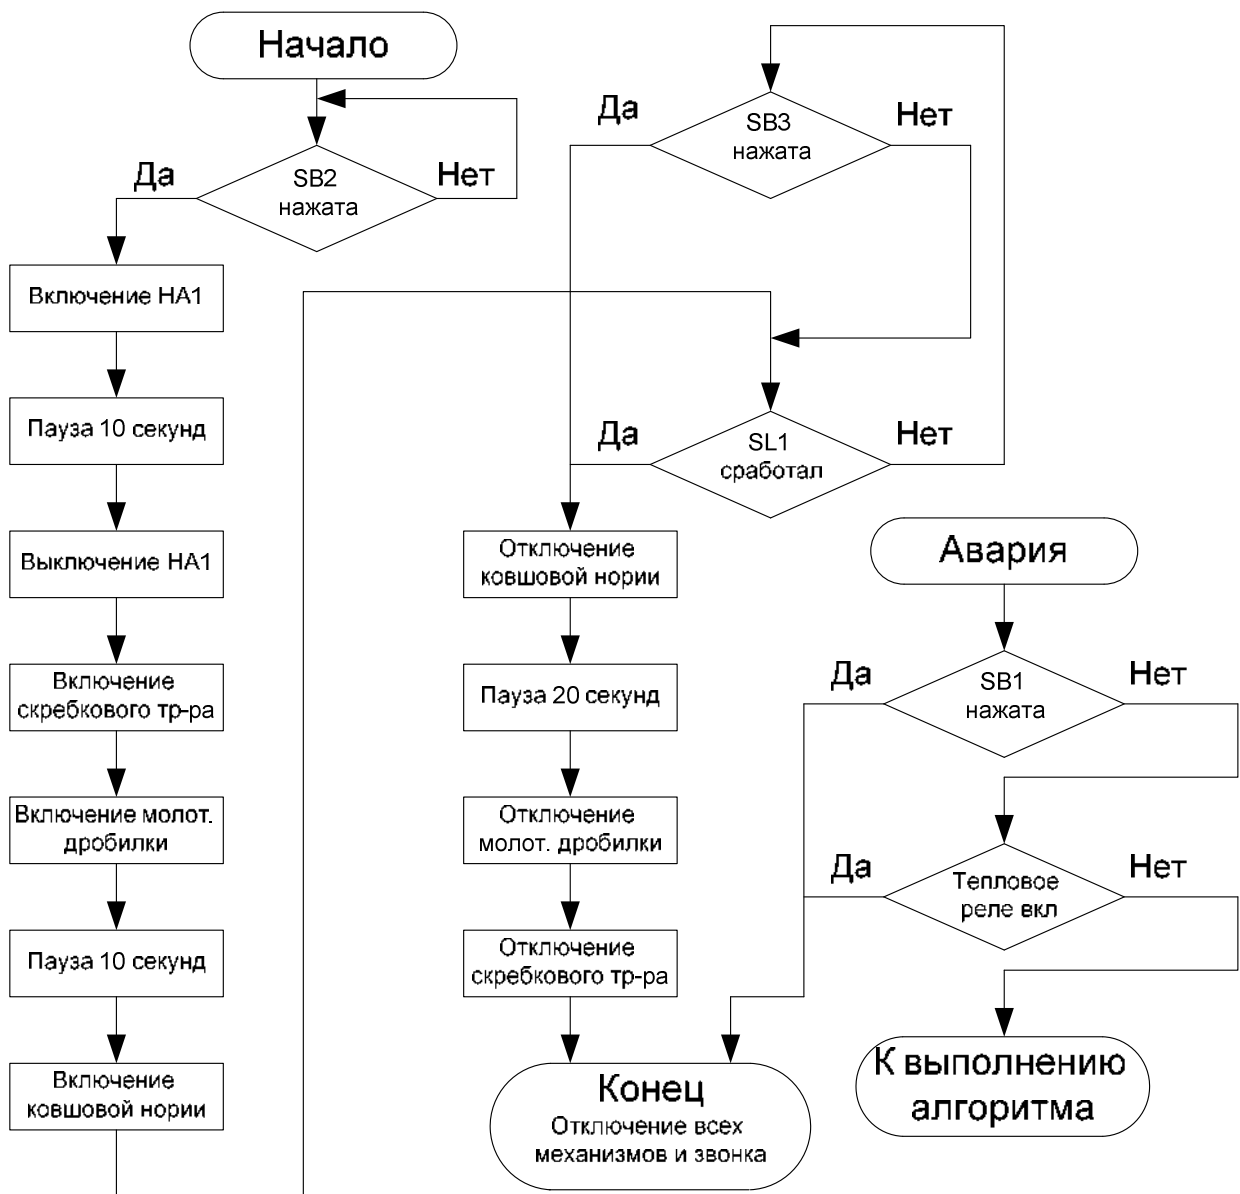 Начало
SB2
нажата
Да
Нет
Включение НА1
Пауза 10 секунд
Выключение НА1
Включение
скребкового тр-ра
Включение молот.
дробилки
Пауза 10 секунд
Включение
ковшовой нории
SB3
нажата
Да
Нет
SL1
сработал
Да
Нет
Отключение
ковшовой нории
Пауза 20 секунд
Отключение
молот. дробилки
Отключение
скребкового тр-ра
Конец
Отключение всех
механизмов и звонка
Авария
SB1
нажата
Да
Нет
Тепловое
реле вкл
Да
Нет
К выполнению
алгоритма